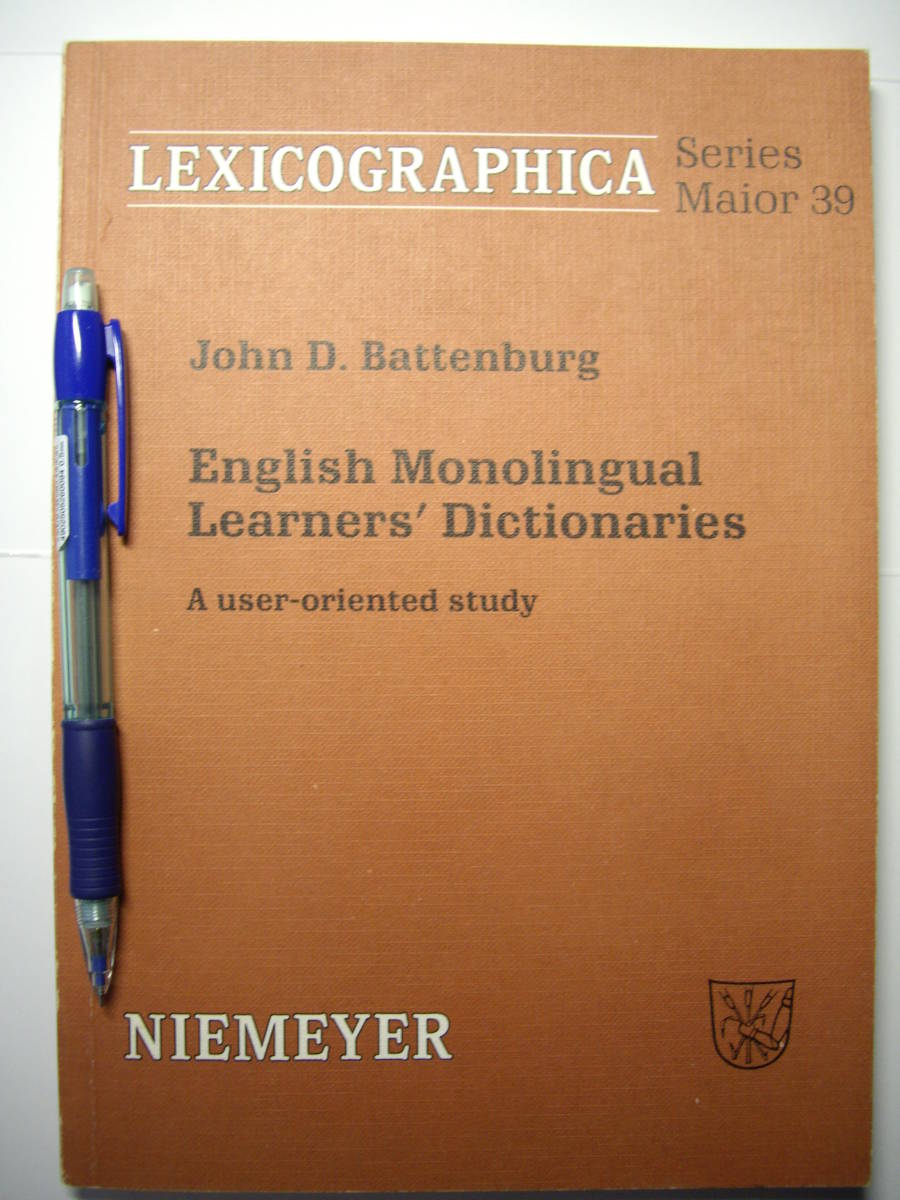 LEXICOGRAPHICA
Series
Maior 39
John D. Battenburg
English Monolingual
Learners' Dictionaries
A user-oriented study
NIEMEYER